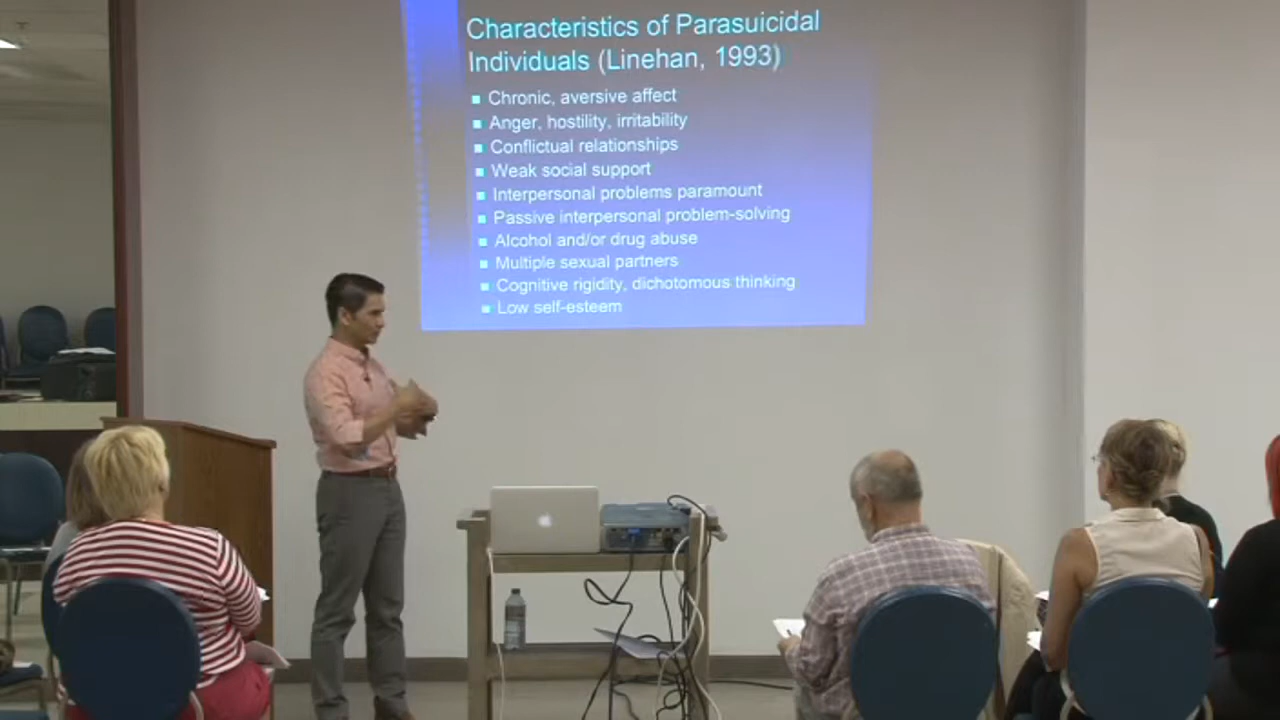 Characteristics of Parasuicidal
Individuals (Linehan, 1993)
Chronic, aversive affect
Anger, hostility, irritability
Conflictual relationships
Weak social support
Interpersonal problems paramount
Passive interpersonal problem-solving
Alcohol and/or drug abuse
Multiple sexual partners
Cognitive rigidity, dichotomous thinking
Low self-esteem